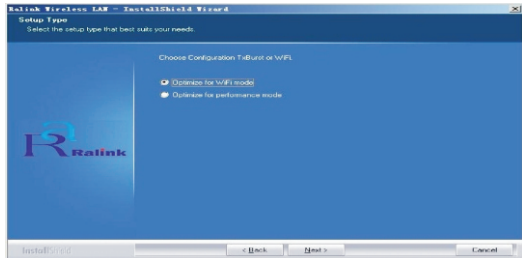 Ralink Wireless LAN - InstallShield Wizard
Setup Type
Select the setup type that best suits your needs.
Choose Configuration TxBurst or WiFi.
Optimize for WiFi mode
Optimize for performance mode
Ralink
InstallShield
< Back
Next >
Cancel